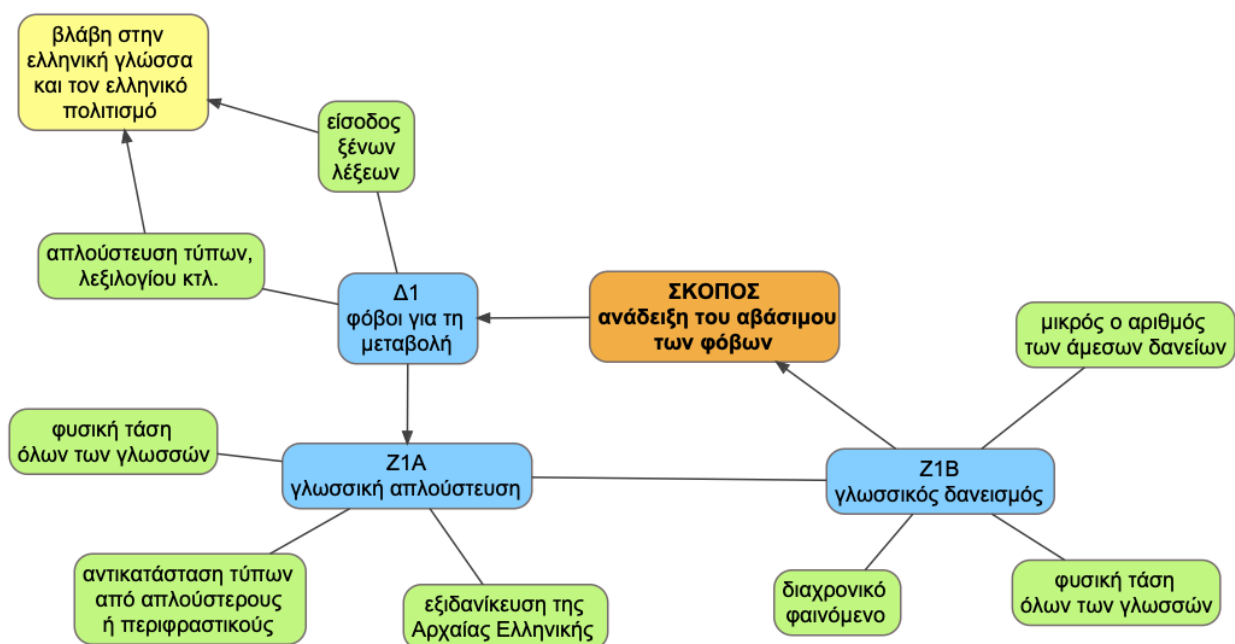 βλάβη στην
ελληνική γλώσσα
και τον ελληνικό
πολιτισμό
είσοδος
ξένων
λέξεων
απλούστευση τύπων,
λεξιλογίου κτλ.
Δ1
φόβοι για τη
μεταβολή
ΣΚΟΠΟΣ
ανάδειξη του αβάσιμου
των φόβων
μικρός ο αριθμός
των άμεσων δανείων
φυσική τάση
όλων των γλωσσών
Ζ1Α
γλωσσική απλούστευση
Ζ1Β
γλωσσικός δανεισμός
αντικατάσταση τύπων
από απλούστερους
ή περιφραστικούς
εξιδανίκευση της
Αρχαίας Ελληνικής
διαχρονικό
φαινόμενο
φυσική τάση
όλων των γλωσσών